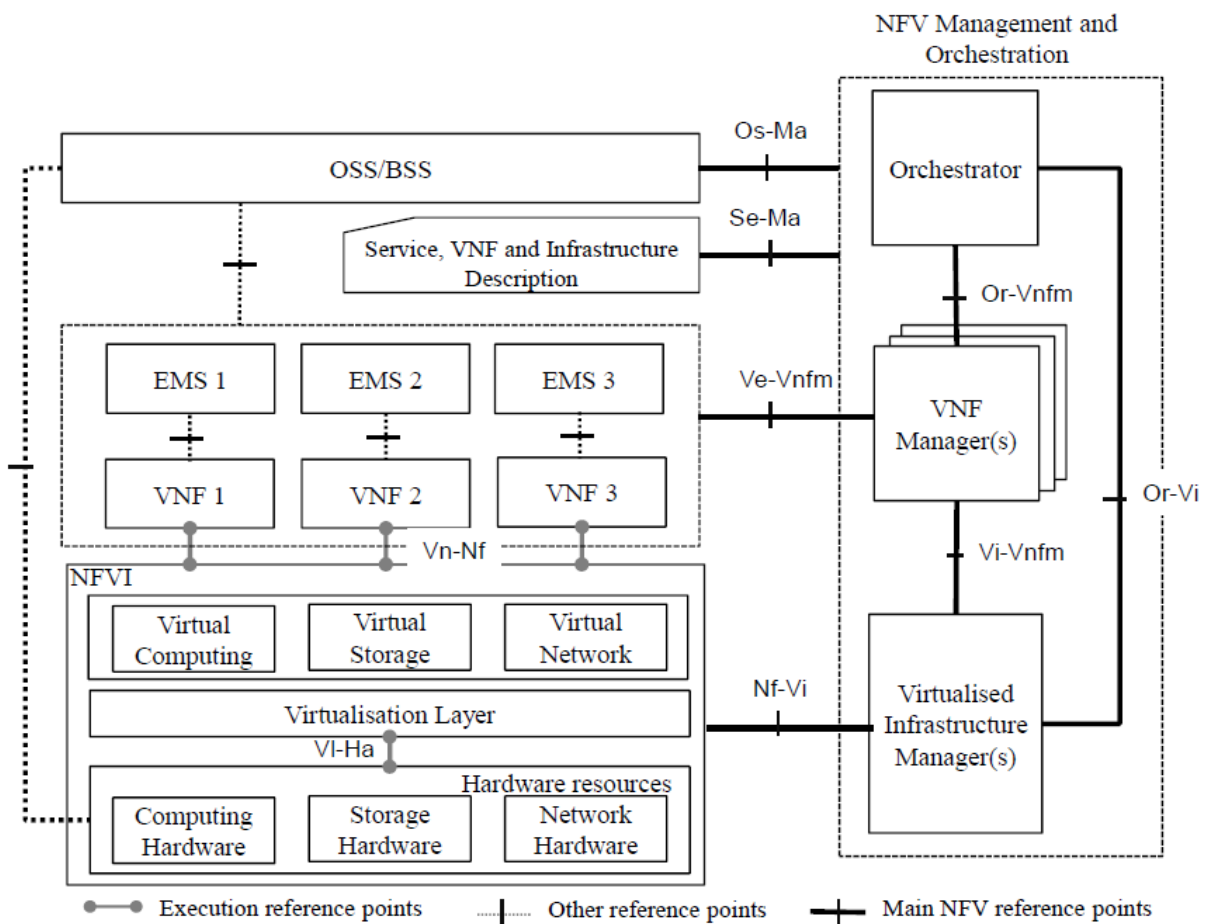 NFV Management and
Orchestration
Os-Ma
OSS/BSS
Orchestrator
Se-Ma
Service, VNF and Infrastructure
Description
Or-Vnfm
EMS 1
EMS 2
EMS 3
Ve-Vnfm
VNF
Manager(s)
VNF 1
VNF 2
VNF 3
Or-Vi
Vn-Nf
Vi-Vnfm
NFVI
Virtual
Computing
Virtual
Storage
Virtual
Network
Nf-Vi
Virtualised
Infrastructure
Manager(s)
Virtualisation Layer
Vl-Ha
Hardware resources
Computing
Hardware
Storage
Hardware
Network
Hardware
Execution reference points
Other reference points
Main NFV reference points